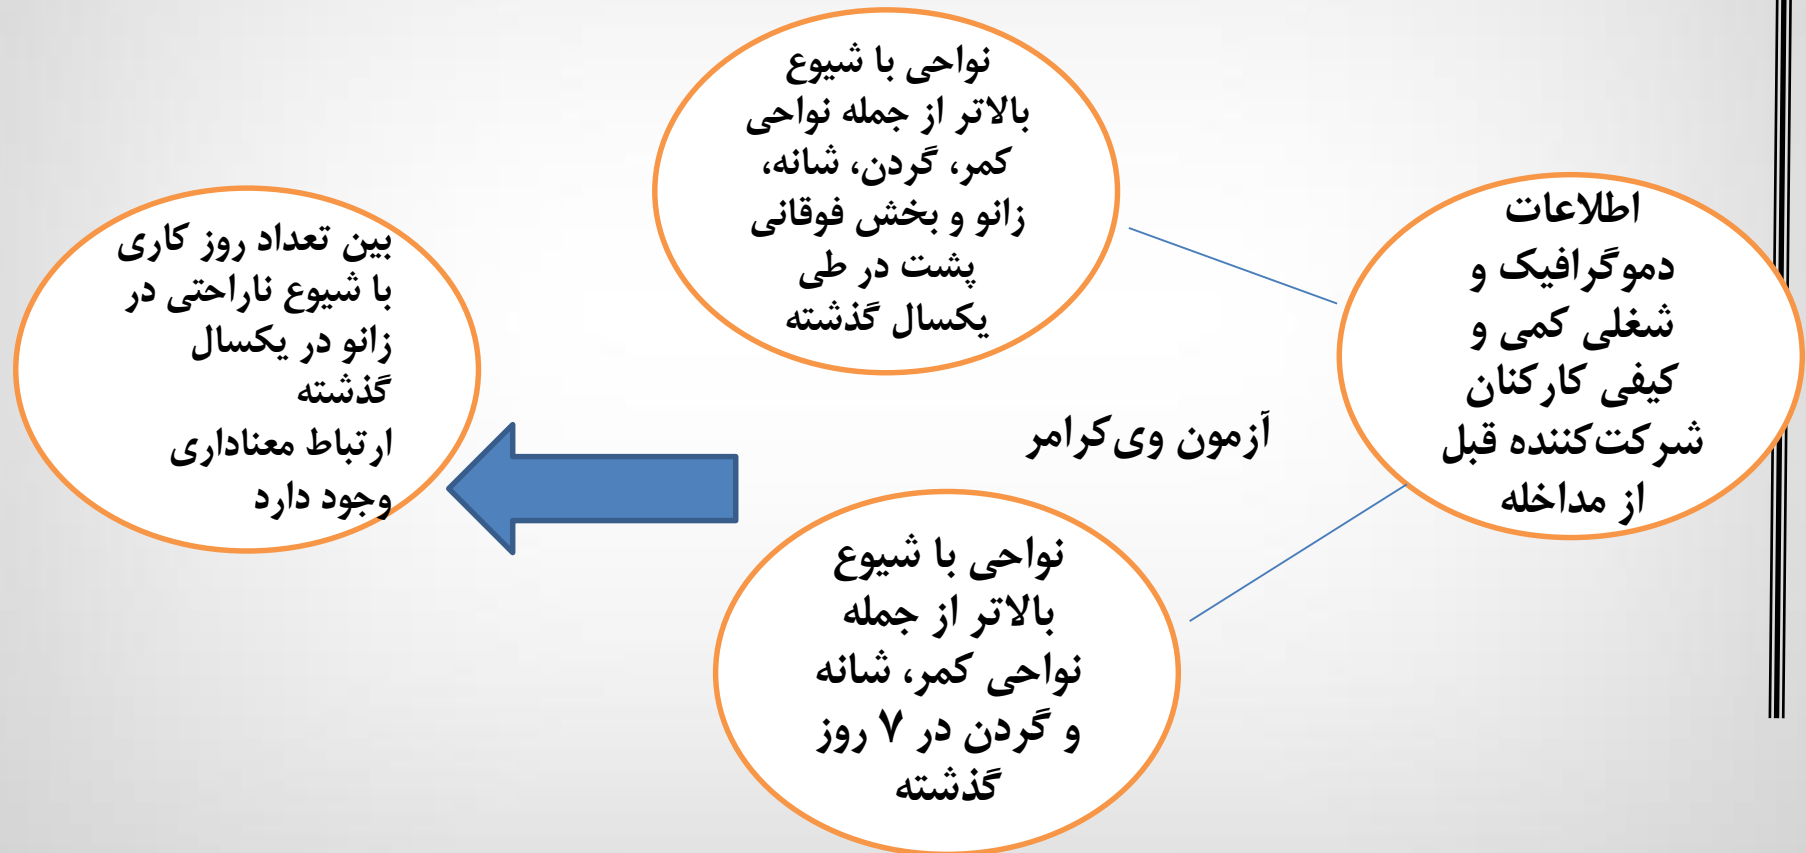 اطلاعات
دموگرافیک و
شغلی کمی و
کیفی کارکنان
شرکت‌کننده قبل
از مداخله
نواحی با شیوع
بالاتر از جمله نواحی
کمر، گردن، شانه،
زانو و بخش فوقانی
پشت در طی
یکسال گذشته
آزمون وی‌کرامر
نواحی با شیوع
بالاتر از جمله
نواحی کمر، شانه
و گردن در ۷ روز
گذشته
بین تعداد روز کاری
با شیوع ناراحتی در
زانو در یکسال
گذشته
ارتباط معناداری
وجود دارد